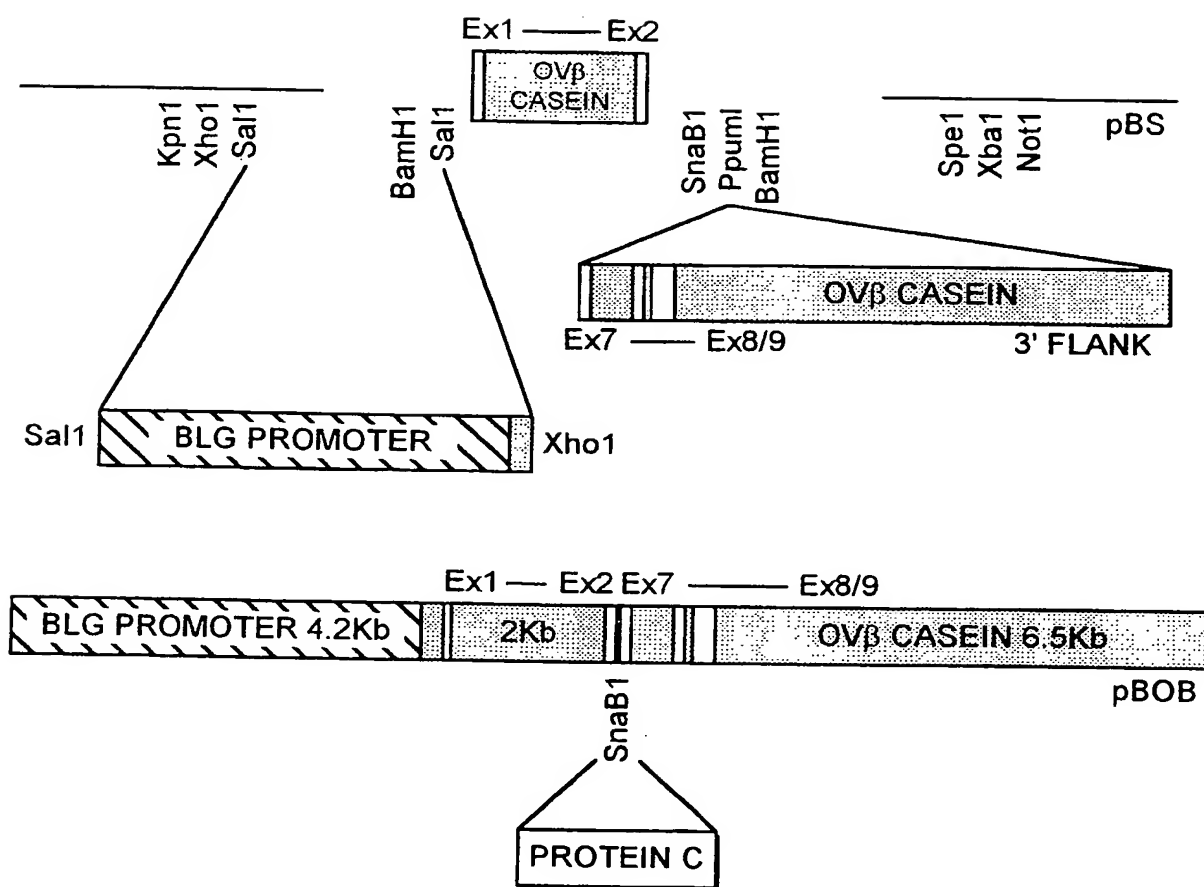 Ex1 Ex2
OVβ
CASEIN
Kpn1
Xho1
Sal1
BamH1
Sal1
SnaB1
PpumI
BamH1
Spe1
Xba1
Not1
pBS
OVβ CASEIN
Ex7 Ex8/9
3' FLANK
Sal1 BLG PROMOTER Xho1
Ex1 Ex2 Ex7 Ex8/9
BLG PROMOTER 4.2Kb 2Kb OVβ CASEIN 6.5Kb
pBOB
SnaB1
PROTEIN C